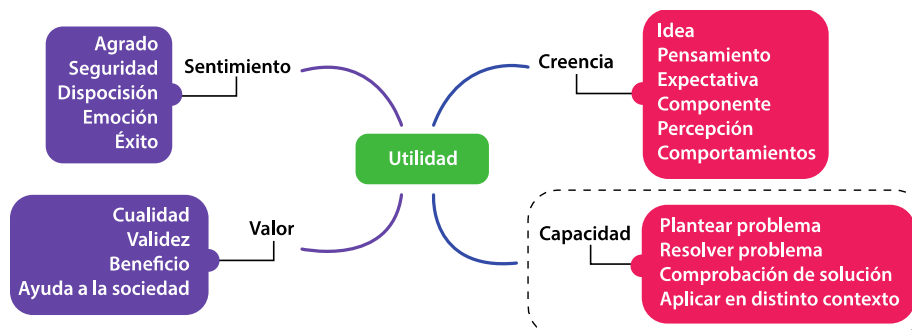 Agrado
Seguridad
Dispocisión
Emoción
Éxito
Sentimiento
Creencia
Idea
Pensamiento
Expectativa
Componente
Percepción
Comportamientos
Utilidad
Cualidad
Validez
Beneficio
Ayuda a la sociedad
Valor
Capacidad
Plantear problema
Resolver problema
Comprobación de solución
Aplicar en distinto contexto